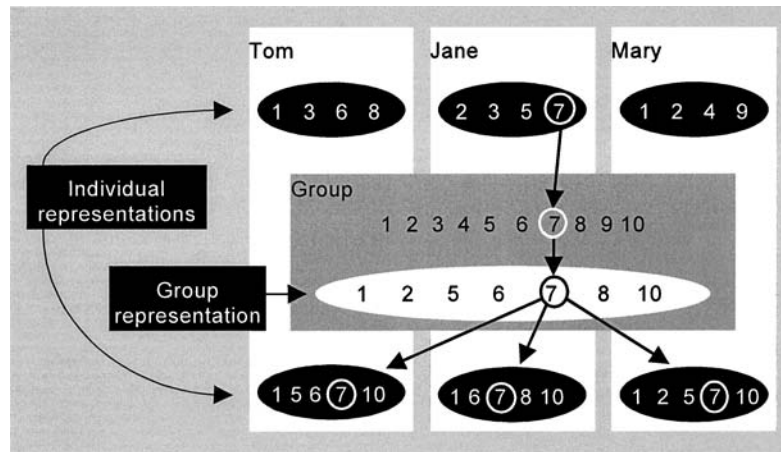 Tom
Jane
Mary
1 3 6 8
2 3 5 7
1 2 4 9
Individual
representations
Group
1 2 3 4 5 6 7 8 9 10
Group
representation
1 2 5 6 7 8 10
1 5 6 7 10
1 6 7 8 10
1 2 5 7 10